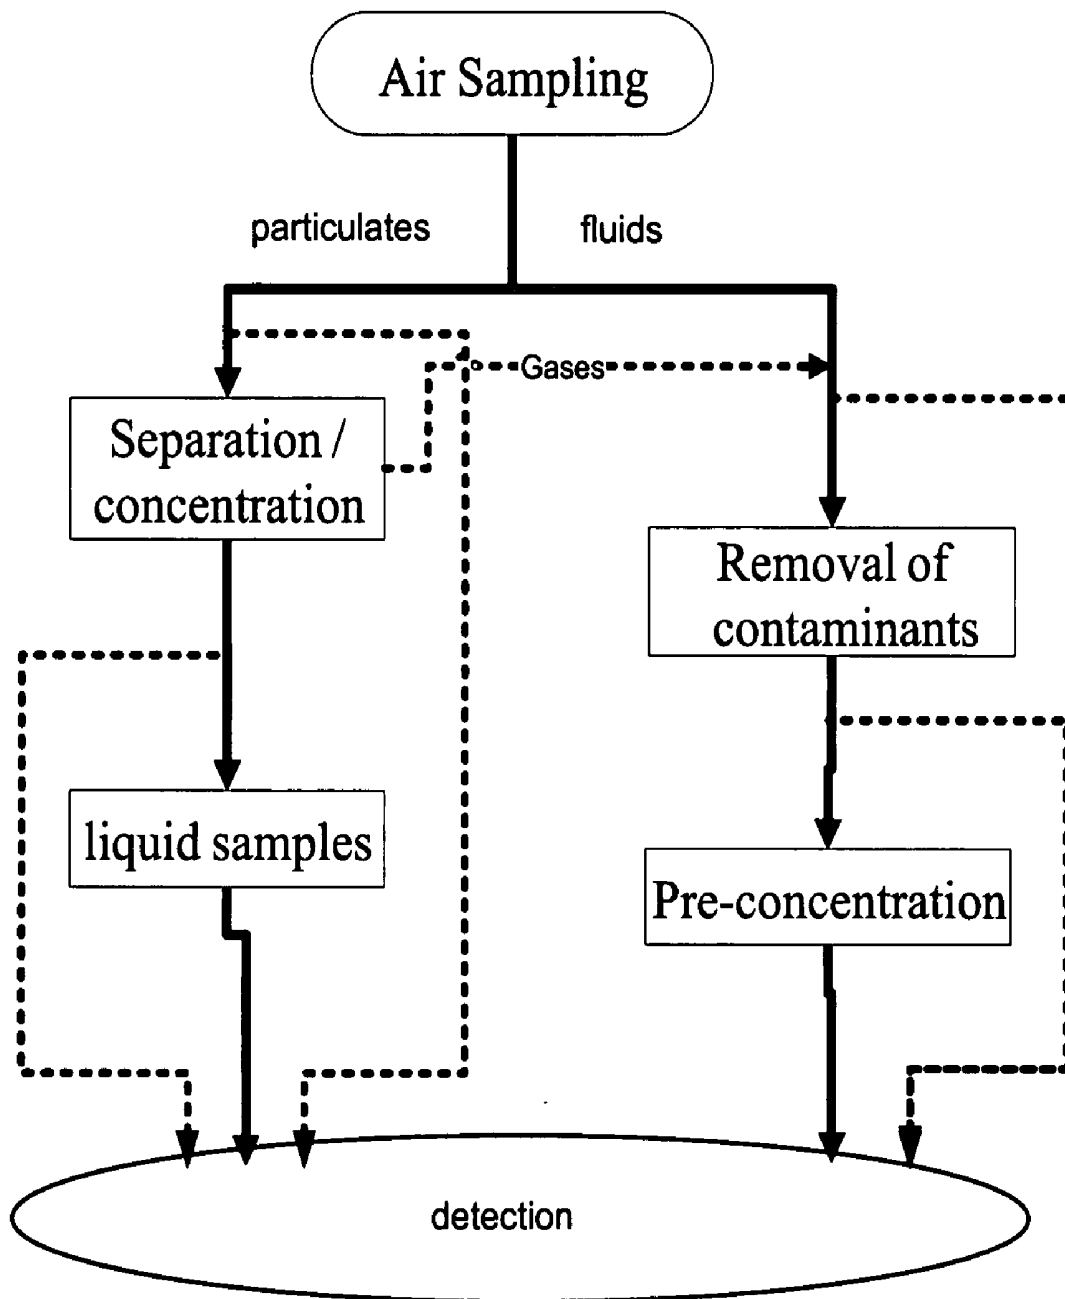 Air Sampling
particulates
fluids
Gases
Separation /
concentration
Removal of
contaminants
liquid samples
Pre-concentration
detection